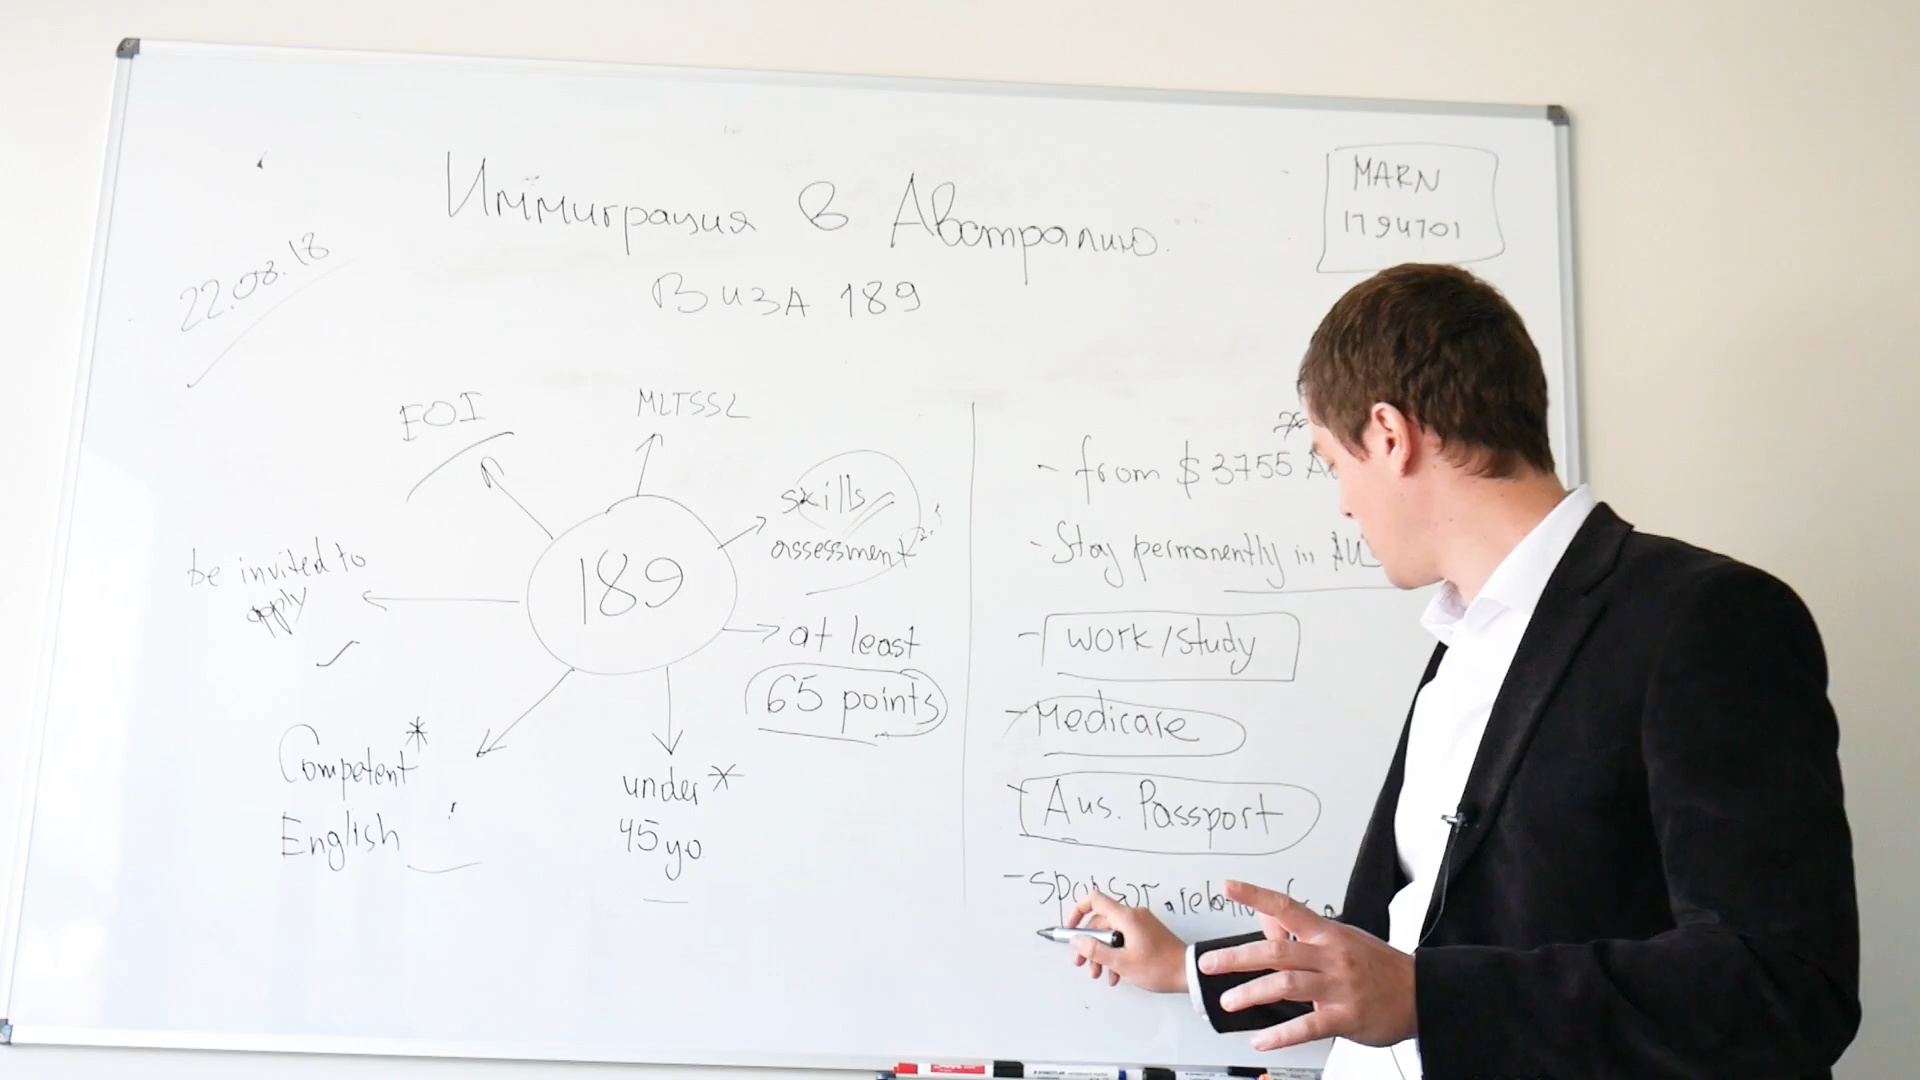 Иммиграция в Австралию
Виза 189
MARN
1794701
22.08.18
EOI
MLTSSL
skills
assessment
be invited to
apply
189
at least
65 points
Competent*
English
under*
45yo.
- from $3755
- Stay permanently in AU
- work/study
- Medicare
- Aus. Passport
- sponsor